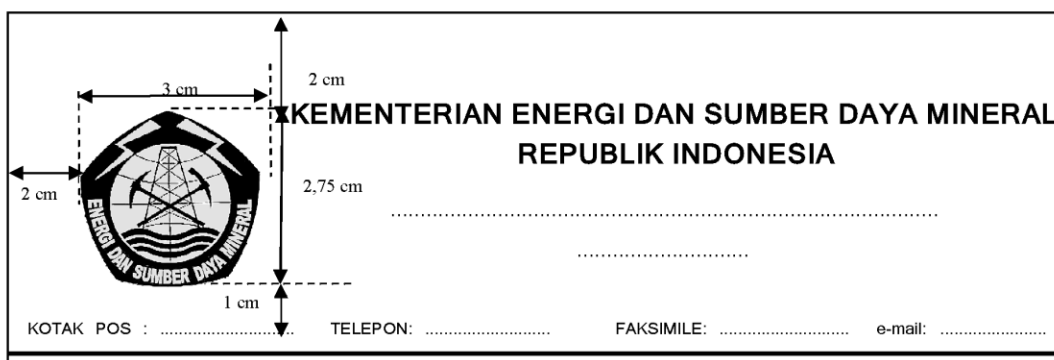 2 cm
3 cm
KEMENTERIAN ENERGI DAN SUMBER DAYA MINERAL
REPUBLIK INDONESIA
2 cm
2,75 cm
ENERGI DAN SUMBER DAYA MINERAL
................................................................................................
..............................
1 cm
KOTAK POS : ............................ TELEPON: .......................... FAKSIMILE: ........................... e-mail: ......................